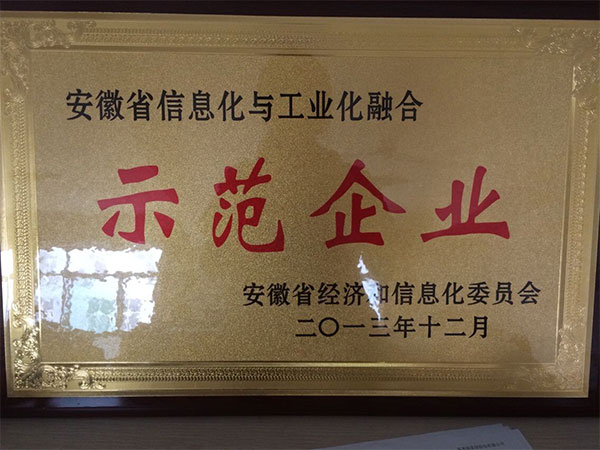 安徽省信息化与工业化融合
示范企业
安徽省经济和信息化委员会
二〇一三年十二月